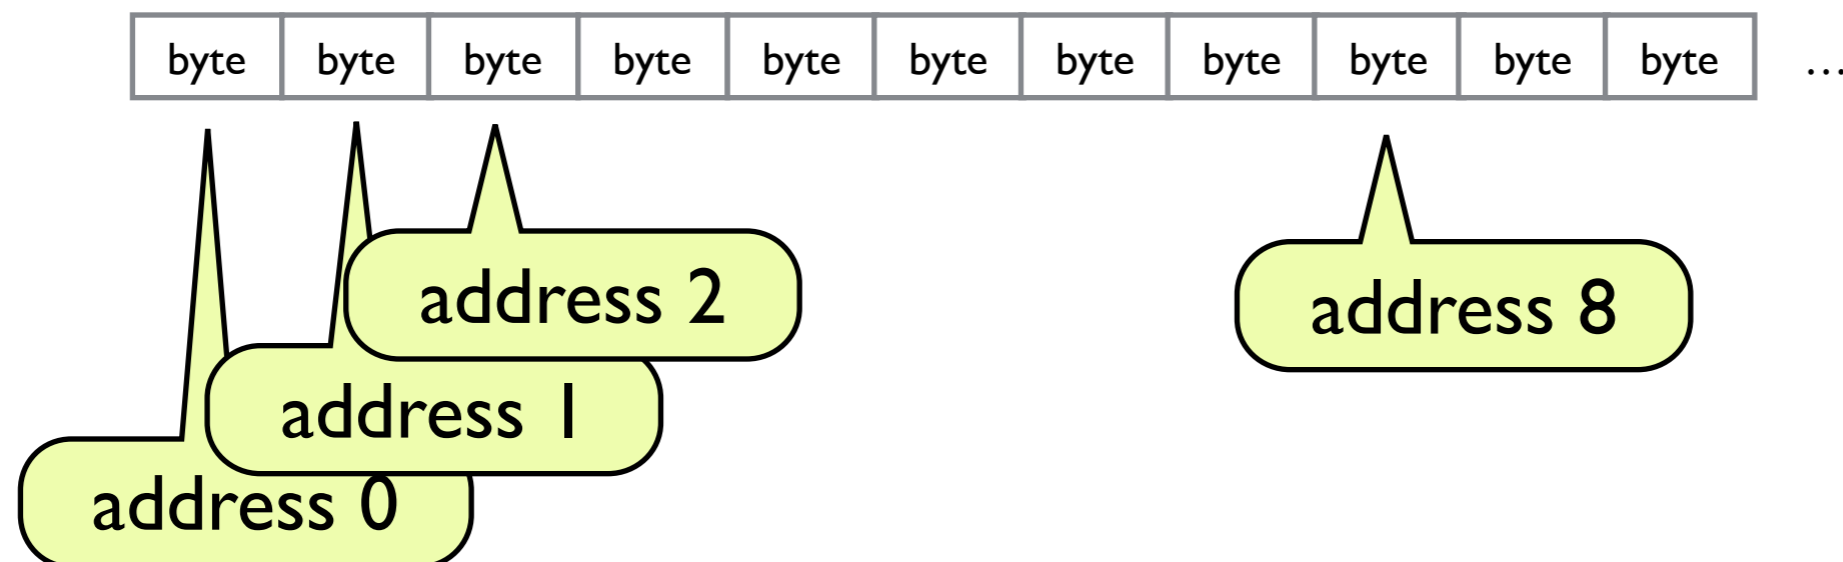 byte byte byte byte byte byte byte byte byte byte byte …
address 2
address 8
address 1
address 0